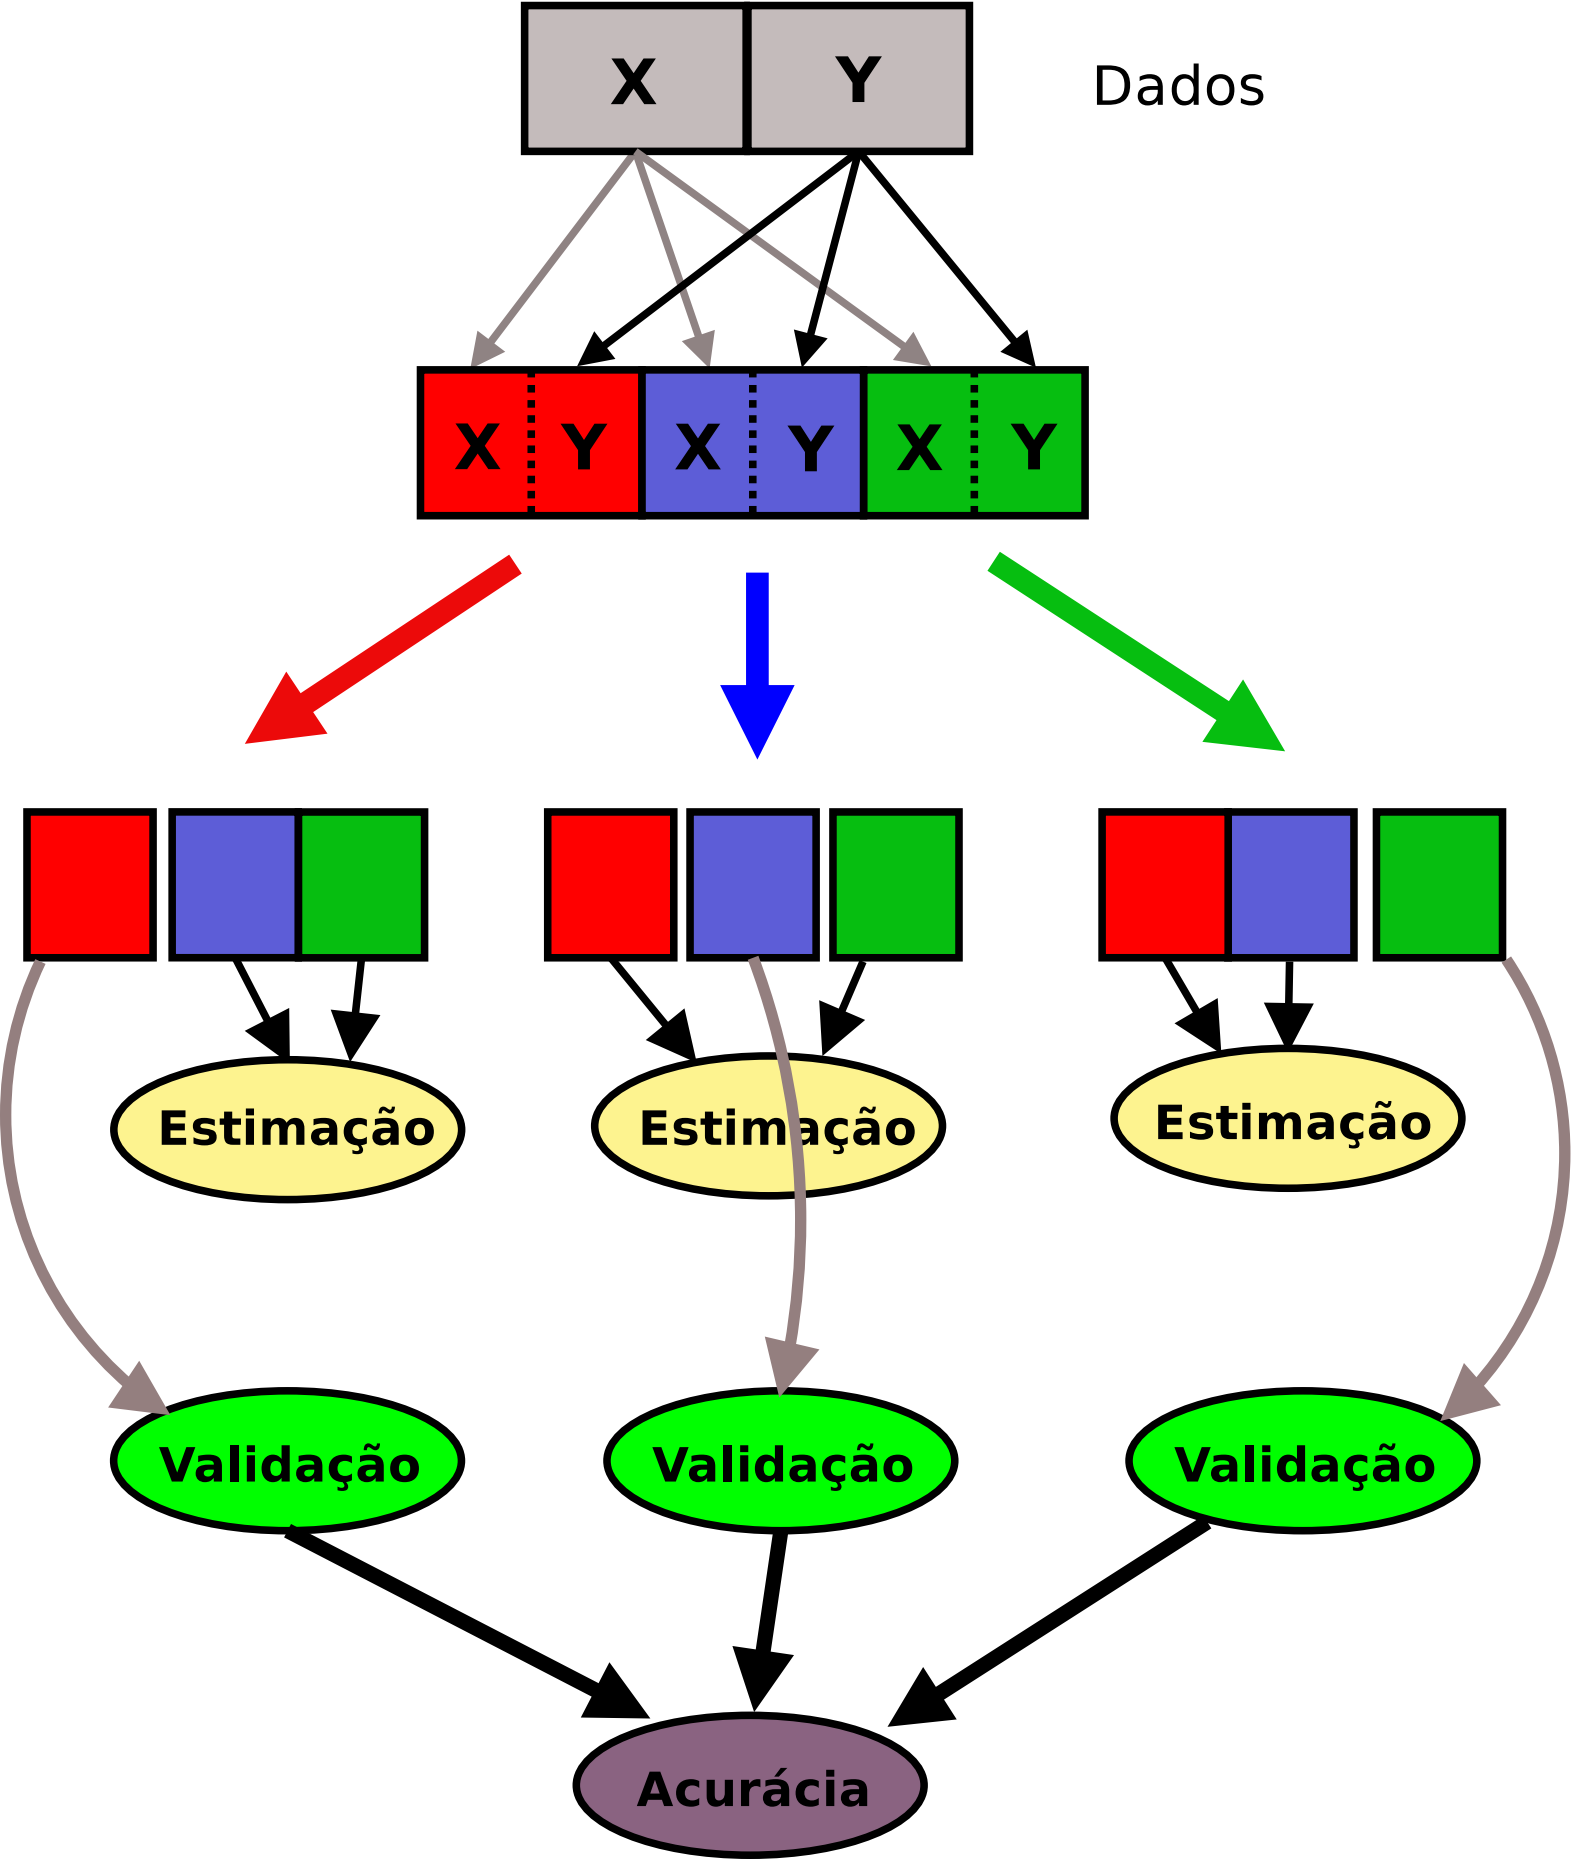 X Y Dados
X Y X Y X Y
Estimação Estimação Estimação
Validação Validação Validação
Acurácia